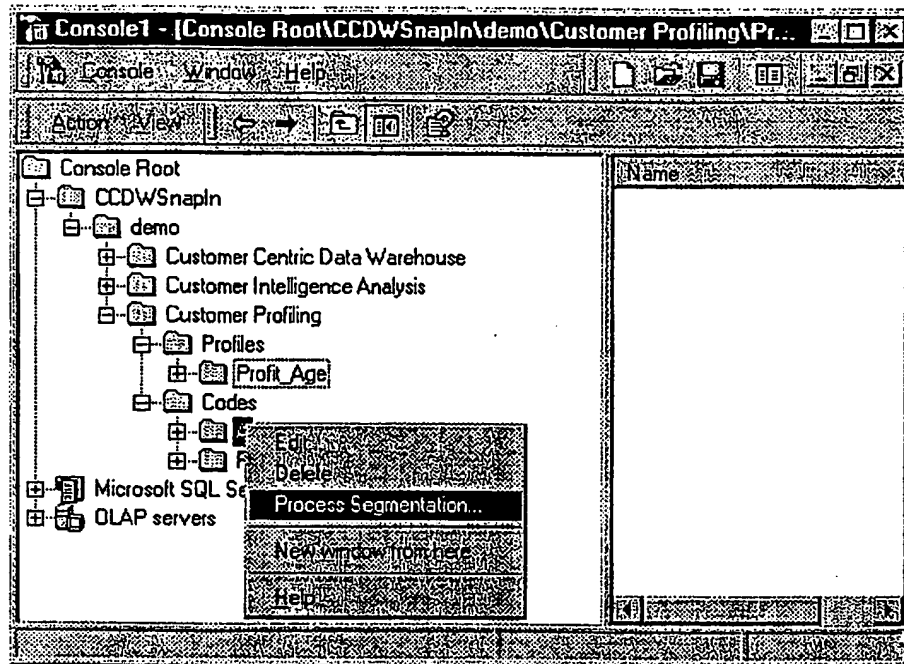 Console1 - [Console Root\CCDWSnapIn\demo\Customer Profiling\Pr...
Console Window Help
Action View
Console Root
CCDWSnapIn
demo
Customer Centric Data Warehouse
Customer Intelligence Analysis
Customer Profiling
Profiles
Profit_Age
Codes
Microsoft SQL Se
OLAP servers
Edit
Delete
Process Segmentation...
New window from here
Help
Name